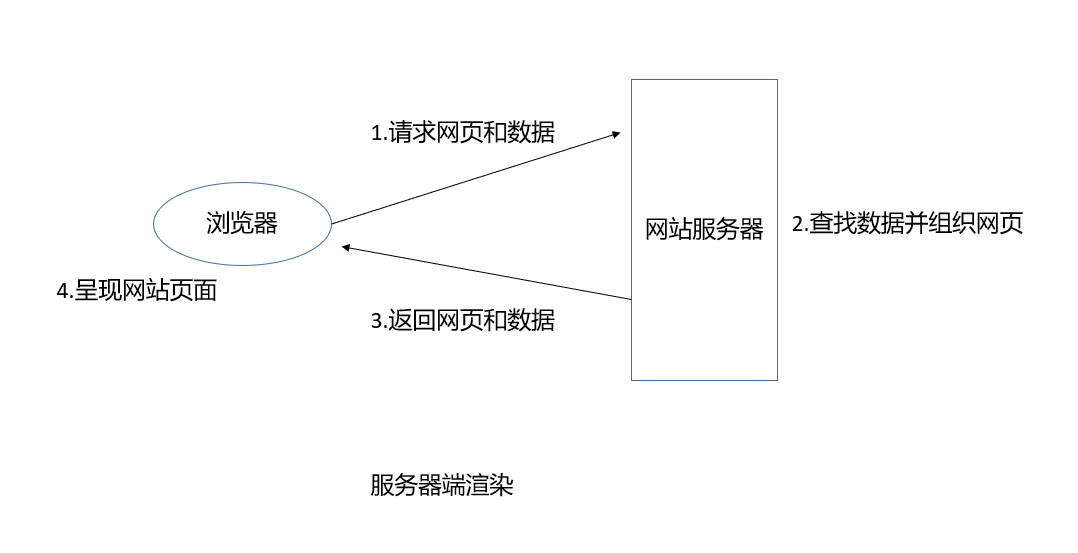 1.请求网页和数据
浏览器
网站服务器
2.查找数据并组织网页
4.呈现网站页面
3.返回网页和数据
服务器端渲染